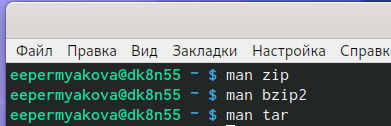 Файл Правка Вид Закладки Настройка Справк
eepermyakova@dk8n55 ~ $ man zip
eepermyakova@dk8n55 ~ $ man bzip2
eepermyakova@dk8n55 ~ $ man tar